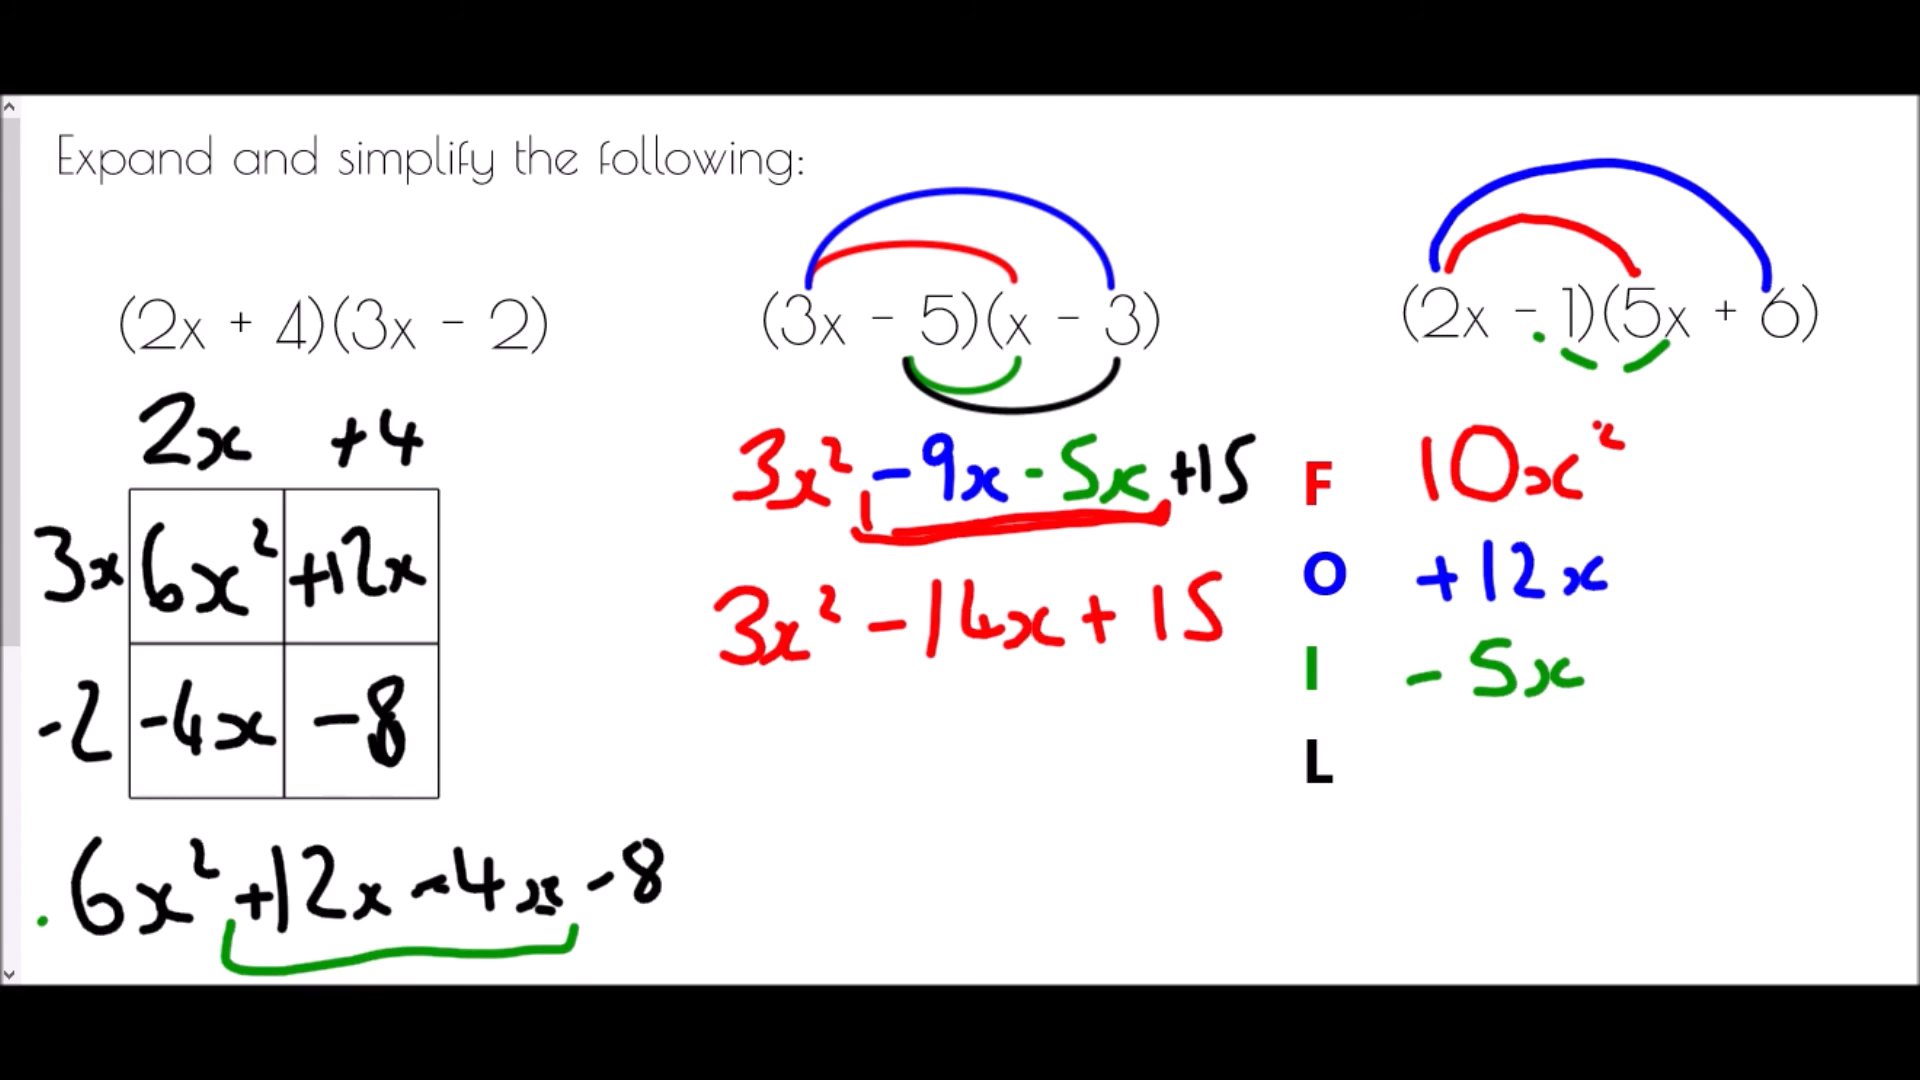 Expand and simplify the following:
(2x + 4)(3x - 2)
2x +4
3x 6x² +12x
-2 -4x -8
6x² +12x -4x -8
(3x - 5)(x - 3)
3x² -9x -5x +15
3x² -14x + 15
(2x - 1)(5x + 6)
F 10x²
O +12x
I -5x
L